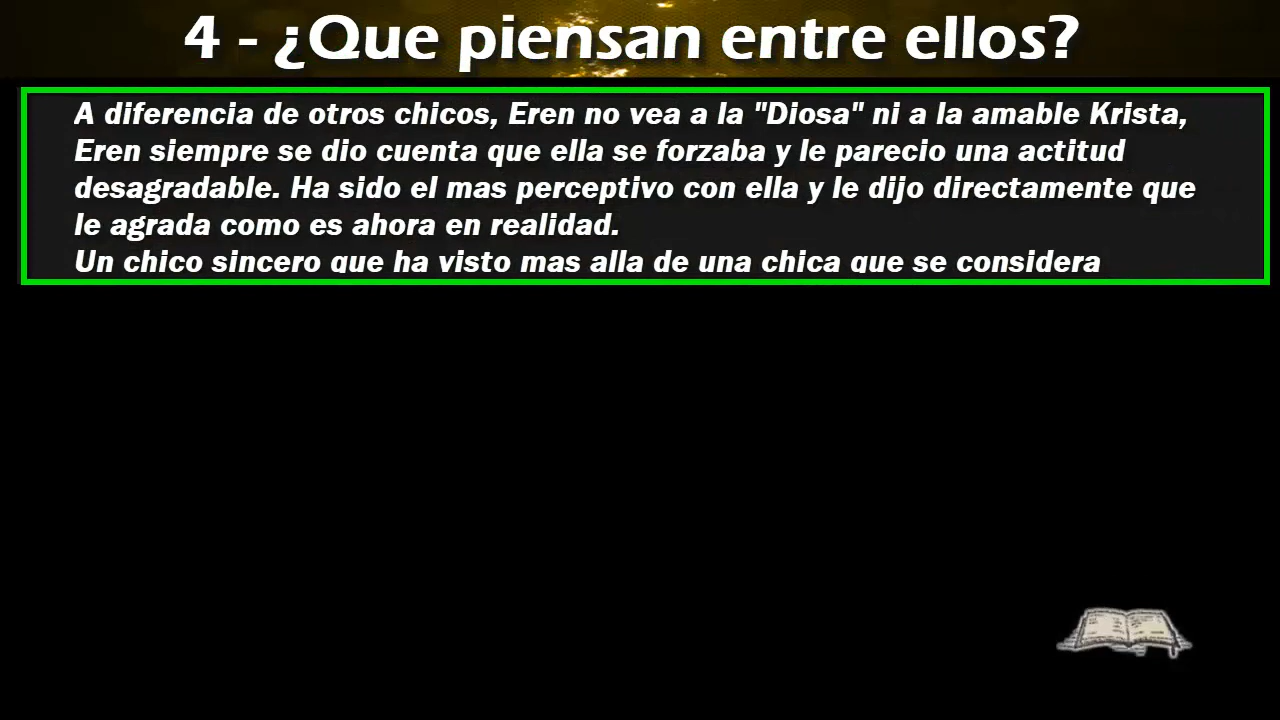 4 - ¿Que piensan entre ellos?
A diferencia de otros chicos, Eren no vea a la "Diosa" ni a la amable Krista,
Eren siempre se dio cuenta que ella se forzaba y le parecio una actitud
desagradable. Ha sido el mas perceptivo con ella y le dijo directamente que
le agrada como es ahora en realidad.
Un chico sincero que ha visto mas alla de una chica que se considera